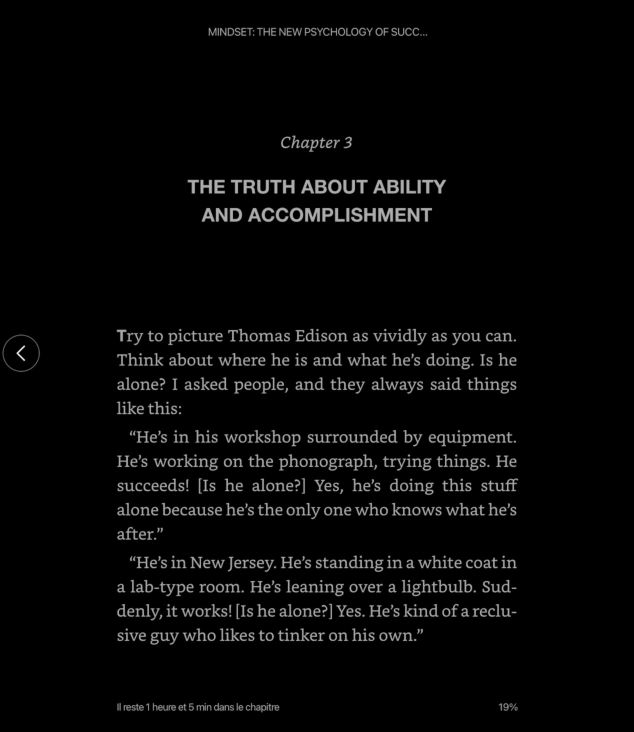 MINDSET: THE NEW PSYCHOLOGY OF SUCC...
Chapter 3
THE TRUTH ABOUT ABILITY
AND ACCOMPLISHMENT
Try to picture Thomas Edison as vividly as you can.
Think about where he is and what he’s doing. Is he
alone? I asked people, and they always said things
like this:
“He’s in his workshop surrounded by equipment.
He’s working on the phonograph, trying things. He
succeeds! [Is he alone?] Yes, he’s doing this stuff
alone because he’s the only one who knows what he’s
after.”
“He’s in New Jersey. He’s standing in a white coat in
a lab-type room. He’s leaning over a lightbulb. Sud-
denly, it works! [Is he alone?] Yes. He’s kind of a reclu-
sive guy who likes to tinker on his own.”
Il reste 1 heure et 5 min dans le chapitre
19%